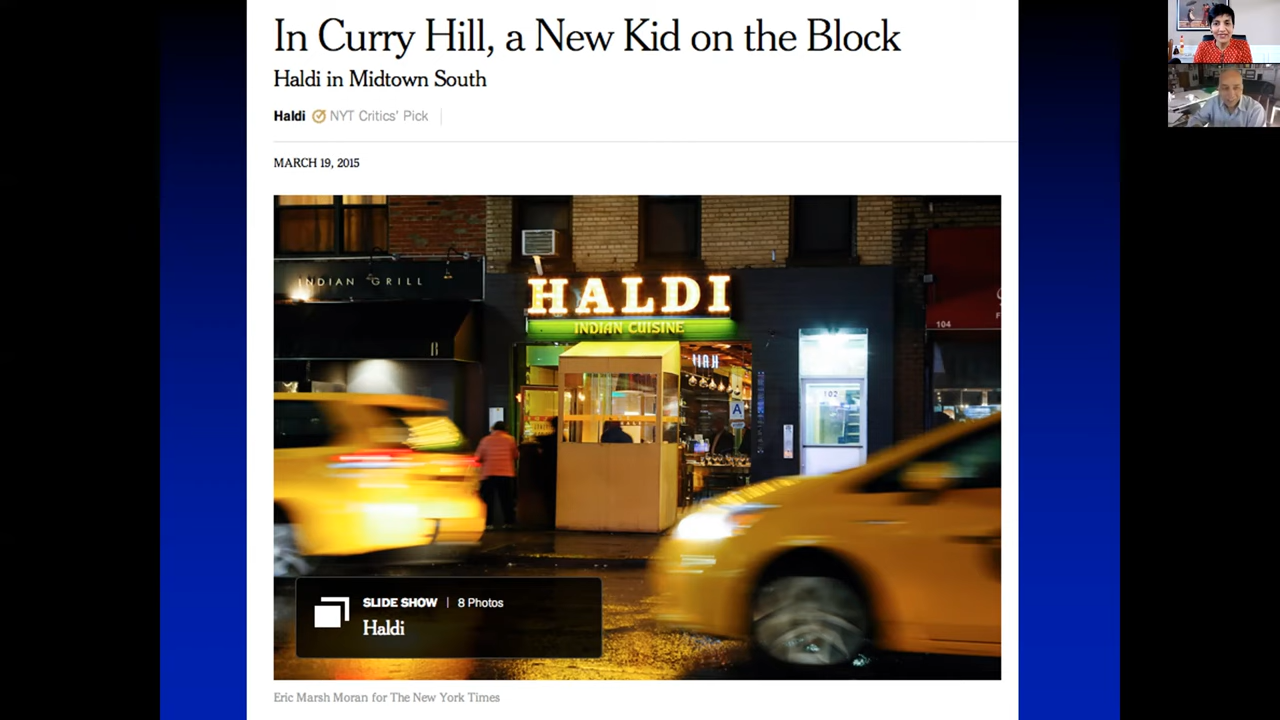 In Curry Hill, a New Kid on the Block
Haldi in Midtown South
Haldi NYT Critics' Pick
MARCH 19, 2015
INDIAN GRILL
HALDI
INDIAN CUISINE
104
A
102
SLIDE SHOW | 8 Photos
Haldi
Eric Marsh Moran for The New York Times